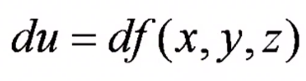 du = df(x, y, z)